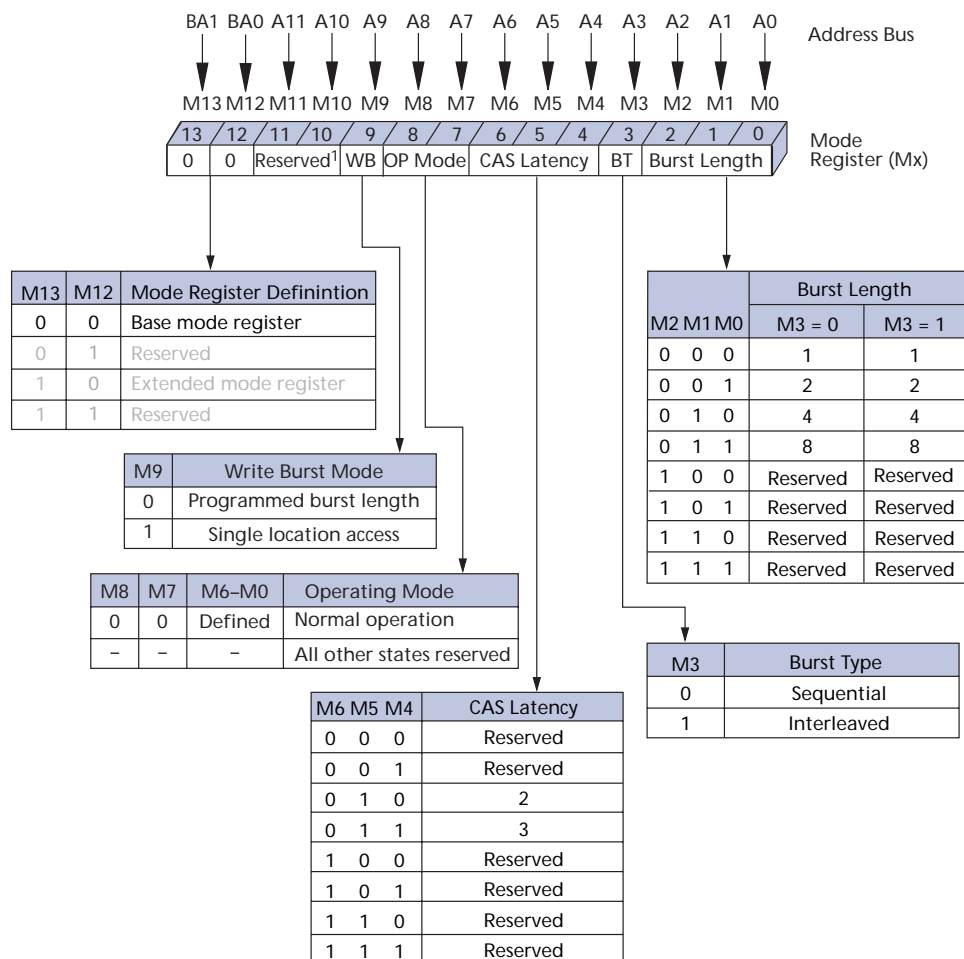 BA1 BA0 A11 A10 A9 A8 A7 A6 A5 A4 A3 A2 A1 A0
Address Bus
M13 M12 M11 M10 M9 M8 M7 M6 M5 M4 M3 M2 M1 M0
13 12 11 10 9 8 7 6 5 4 3 2 1 0
Mode
Register (Mx)
0 0 Reserved1 WB OP Mode CAS Latency BT Burst Length
M13 M12 Mode Register Definintion
0 0 Base mode register
0 1 Reserved
1 0 Extended mode register
1 1 Reserved
M9 Write Burst Mode
0 Programmed burst length
1 Single location access
M8 M7 M6–M0 Operating Mode
0 0 Defined Normal operation
– – – All other states reserved
M6 M5 M4 CAS Latency
0 0 0 Reserved
0 0 1 Reserved
0 1 0 2
0 1 1 3
1 0 0 Reserved
1 0 1 Reserved
1 1 0 Reserved
1 1 1 Reserved
Burst Length
M2 M1 M0 M3 = 0 M3 = 1
0 0 0 1 1
0 0 1 2 2
0 1 0 4 4
0 1 1 8 8
1 0 0 Reserved Reserved
1 0 1 Reserved Reserved
1 1 0 Reserved Reserved
1 1 1 Reserved Reserved
M3 Burst Type
0 Sequential
1 Interleaved